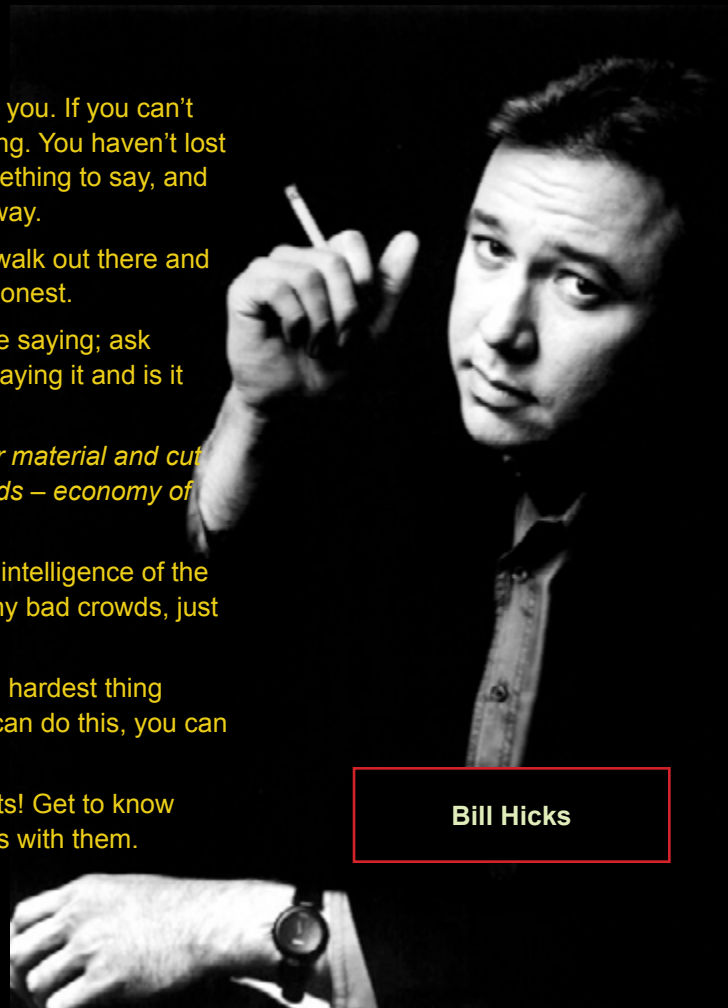 you. If you can’t
ng. You haven’t lost
ething to say, and
way.
walk out there and
onest.
e saying; ask
aying it and is it
r material and cut
ds – economy of
intelligence of the
ny bad crowds, just
hardest thing
can do this, you can
ts! Get to know
s with them.
Bill Hicks